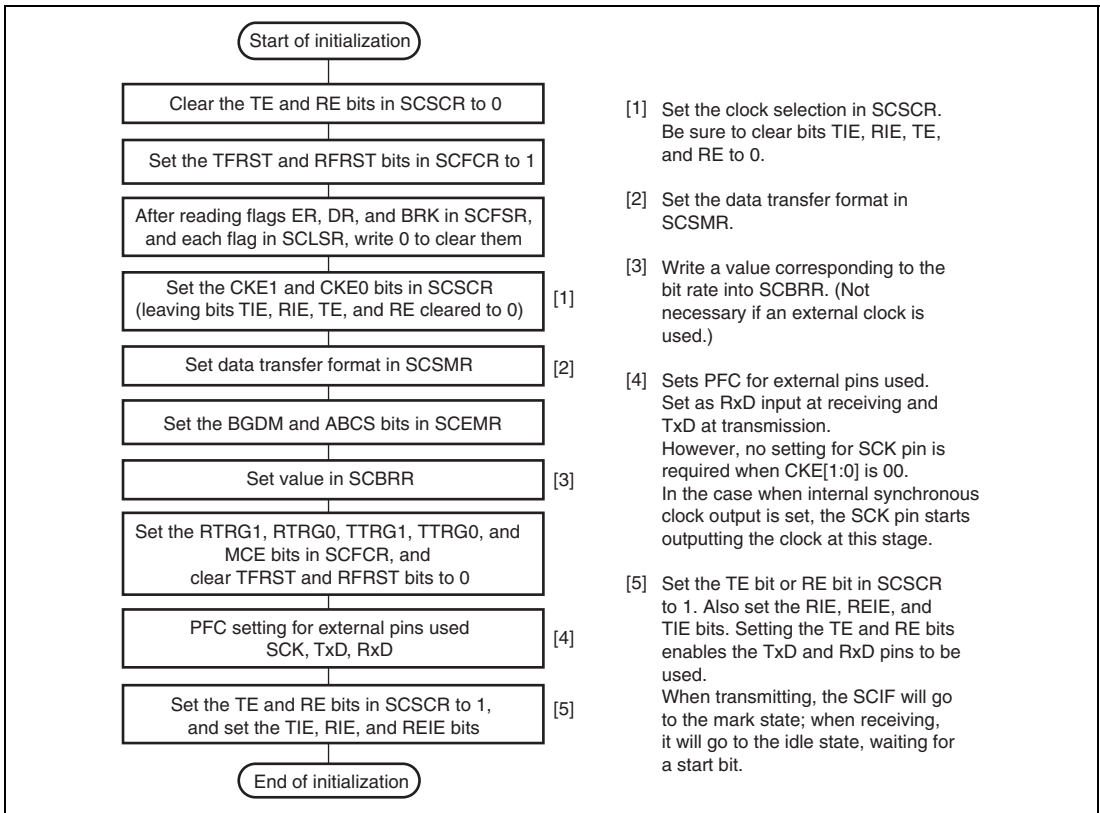 Start of initialization
Clear the TE and RE bits in SCSCR to 0
Set the TFRST and RFRST bits in SCFCR to 1
After reading flags ER, DR, and BRK in SCFSR,
and each flag in SCLSR, write 0 to clear them
Set the CKE1 and CKE0 bits in SCSCR
(leaving bits TIE, RIE, TE, and RE cleared to 0)
[1]
Set data transfer format in SCSMR
[2]
Set the BGDM and ABCS bits in SCEMR
Set value in SCBRR
[3]
Set the RTRG1, RTRG0, TTRG1, TTRG0, and
MCE bits in SCFCR, and
clear TFRST and RFRST bits to 0
PFC setting for external pins used
SCK, TxD, RxD
[4]
Set the TE and RE bits in SCSCR to 1,
and set the TIE, RIE, and REIE bits
[5]
End of initialization
[1] Set the clock selection in SCSCR.
Be sure to clear bits TIE, RIE, TE,
and RE to 0.
[2] Set the data transfer format in
SCSMR.
[3] Write a value corresponding to the
bit rate into SCBRR. (Not
necessary if an external clock is
used.)
[4] Sets PFC for external pins used.
Set as RxD input at receiving and
TxD at transmission.
However, no setting for SCK pin is
required when CKE[1:0] is 00.
In the case when internal synchronous
clock output is set, the SCK pin starts
outputting the clock at this stage.
[5] Set the TE bit or RE bit in SCSCR
to 1. Also set the RIE, REIE, and
TIE bits. Setting the TE and RE bits
enables the TxD and RxD pins to be
used.
When transmitting, the SCIF will go
to the mark state; when receiving,
it will go to the idle state, waiting for
a start bit.